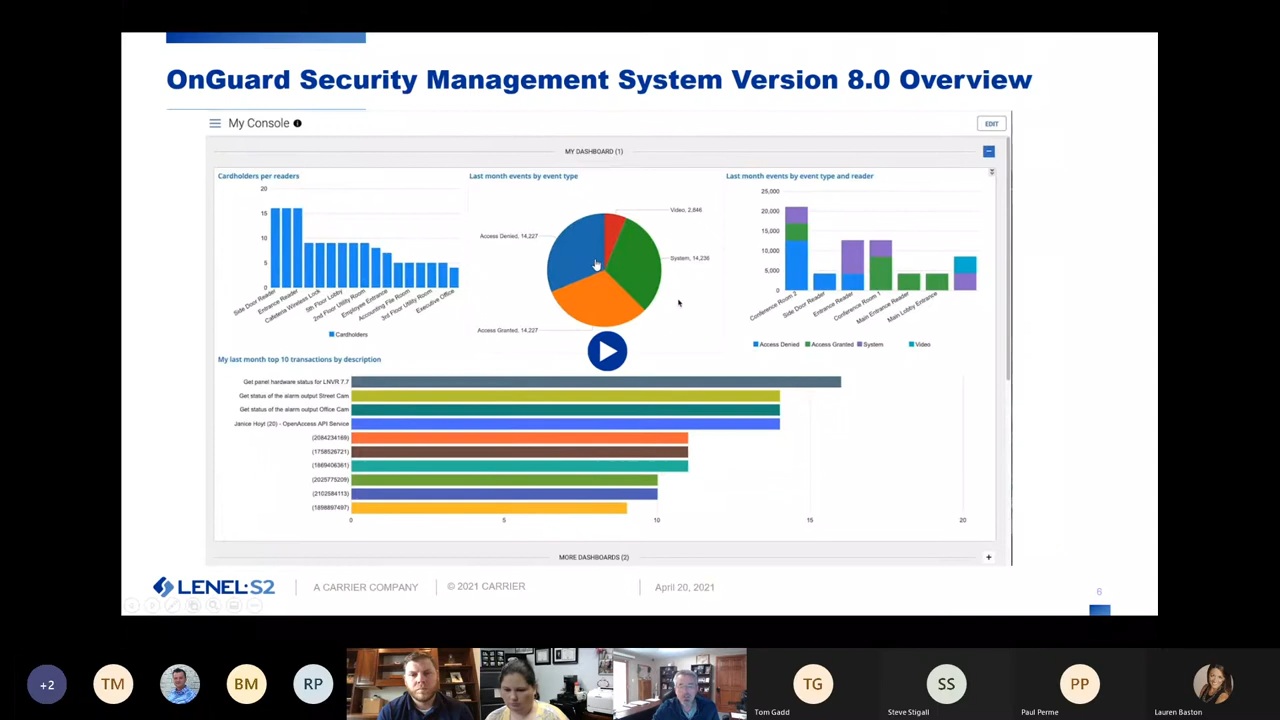 OnGuard Security Management System Version 8.0 Overview
My Console
EDIT
MY DASHBOARD (1)
Cardholders per readers
20
15
10
5
0
Side Door Reader
Entrance Reader
Cafeteria Wireless Lock
5th Floor Lobby
2nd Floor Utility Room
Employee Entrance
Accounting File Room
3rd Floor Utility Room
Executive Office
Cardholders
Last month events by event type
Video, 2,846
Access Denied, 14,227
System, 14,236
Access Granted, 14,227
Last month events by event type and reader
25,000
20,000
15,000
10,000
5,000
0
Conference Room 2
Side Door Reader
Entrance Reader
Conference Room 1
Main Entrance Reader
Main Lobby Entrance
Access Denied
Access Granted
System
Video
My last month top 10 transactions by description
Get panel hardware status for LNVR 7.7
Get status of the alarm output Street Cam
Get status of the alarm output Office Cam
Janice Hoyt (20) - OpenAccess API Service
(2084234169)
(1758526721)
(1869406361)
(2025775209)
(2102584113)
(1898897497)
0
5
10
15
20
MORE DASHBOARDS (2)
LENEL·S2
A CARRIER COMPANY
© 2021 CARRIER
April 20, 2021
6
+2
TM
BM
RP
TG
Tom Gadd
SS
Steve Stigall
PP
Paul Perme
Lauren Baston